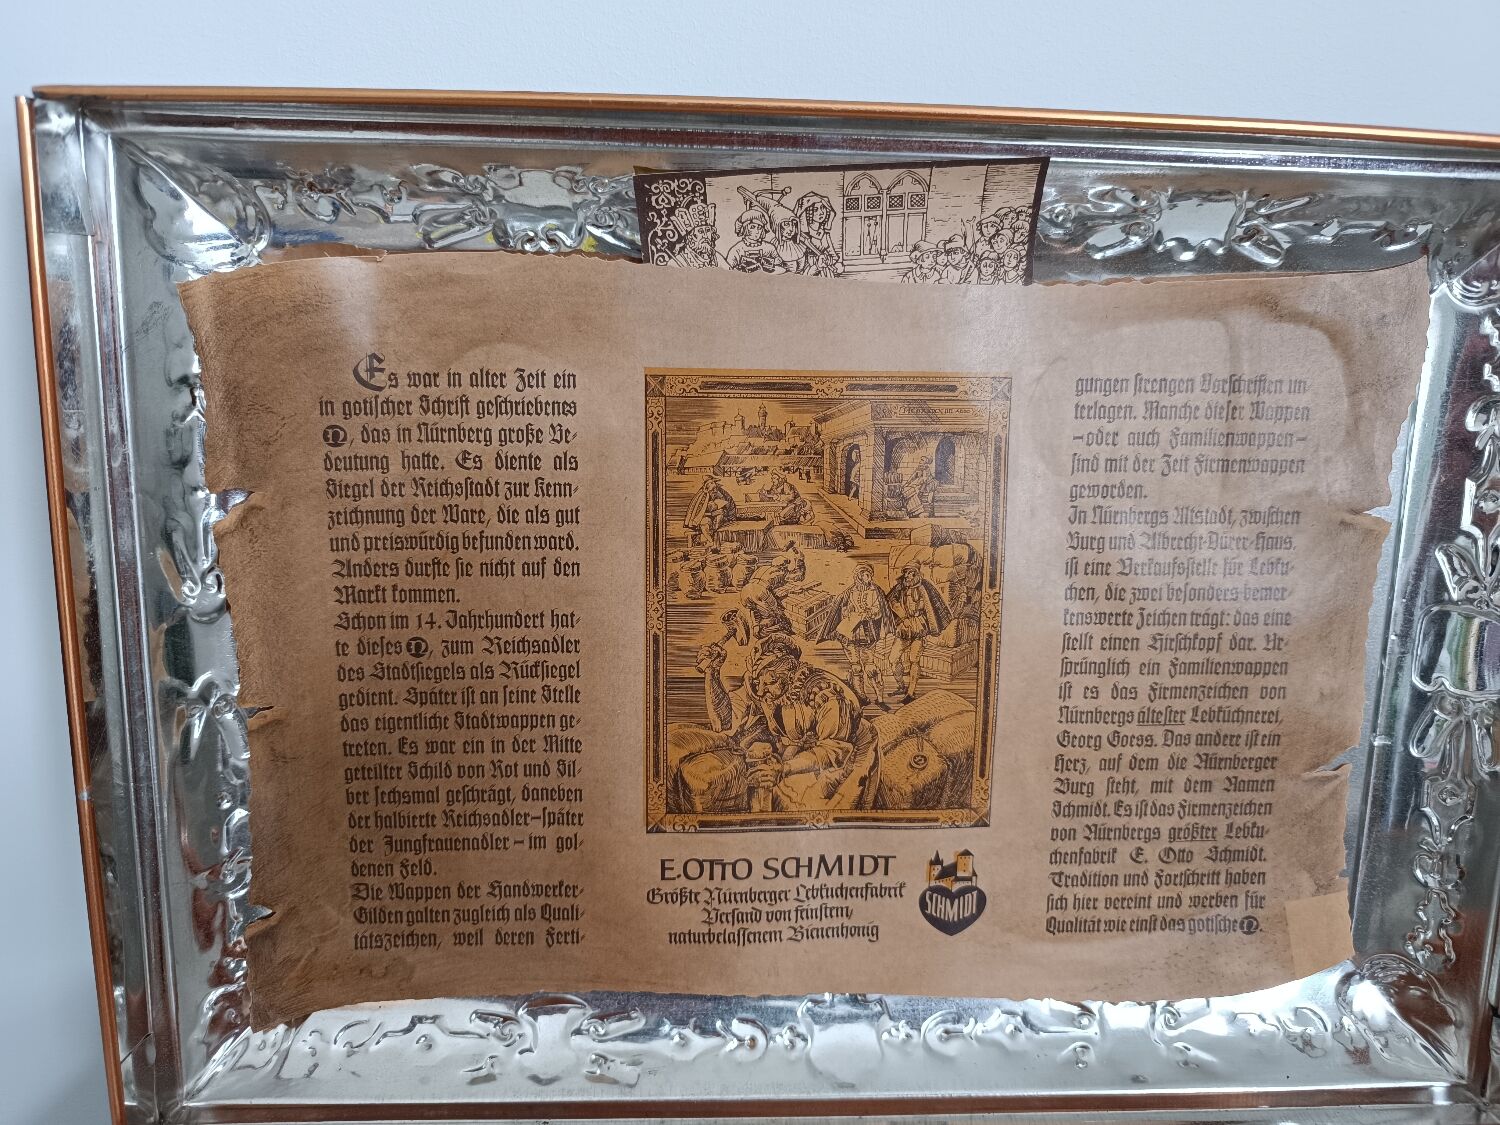 Es war in alter Zeit ein
in gotischer Schrift geschriebenes
n, das in Nürnberg große Be-
deutung hatte. Es diente als
Siegel der Reichsstadt zur Kenn-
zeichnung der Ware, die als gut
und preiswürdig befunden ward.
Anders durfte sie nicht auf den
Markt kommen.
Schon im 14. Jahrhundert hat-
te dieses n, zum Reichsadler
des Stadtsiegels als Rücksiegel
gedient. Später ist an seine Stelle
das eigentliche Stadtwappen ge-
treten. Es war ein in der Mitte
geteilter Schild von Rot und Sil-
ber sechsmal geschrägt, daneben
der halbierte Reichsadler–später
der Jungfrauenadler – im gol-
denen Feld.
Die Wappen der Handwerker-
Gilden galten zugleich als Quali-
tätszeichen, weil deren Ferti-
E. OTTO SCHMIDT
Größte Nürnberger Lebkuchenfabrik
Versand von feinstem,
naturbelassenem Bienenhonig
SCHMIDT
gungen strengen Vorschriften un
terlagen. Manche dieser Wappen
–oder auch Familienwappen–
sind mit der Zeit Firmenwappen
geworden.
In Nürnbergs Altstadt, zwischen
Burg und Albrecht-Dürer-Haus,
ist eine Verkaufsstelle für Lebku-
chen, die zwei besonders bemer-
kenswerte Zeichen trägt: das eine
stellt einen Hirschkopf dar. Ur-
sprünglich ein Familienwappen
ist es das Firmenzeichen von
Nürnbergs ältester Lebküchnerei,
Georg Goess. Das andere ist ein
Herz, auf dem die Nürnberger
Burg steht, mit dem Namen
Schmidt. Es ist das Firmenzeichen
von Nürnbergs größter Lebku-
chenfabrik E. Otto Schmidt.
Tradition und Fortschritt haben
sich hier vereint und werben für
Qualität wie einst das gotische n.